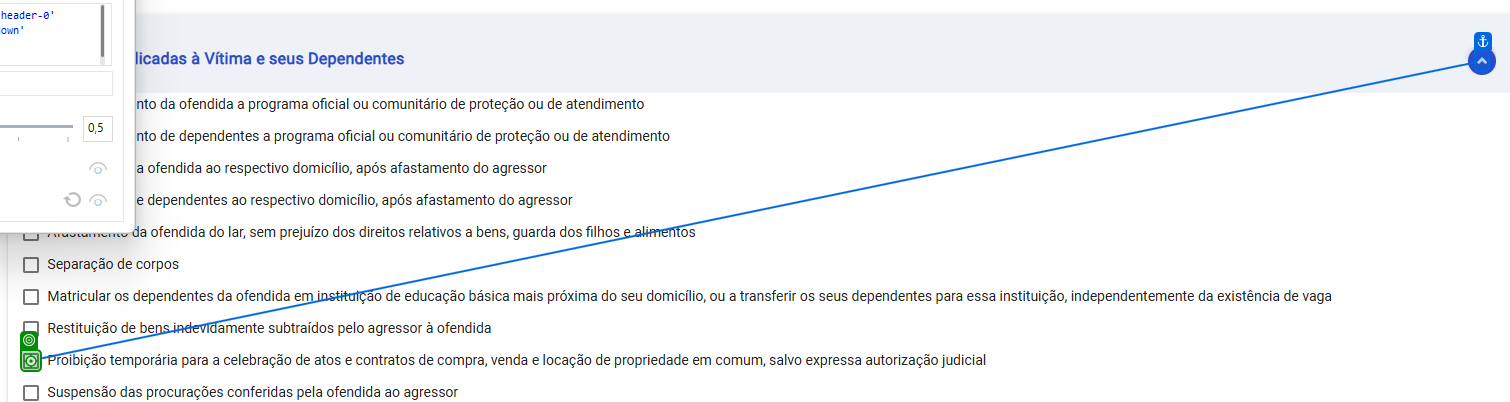 header-0'
own'
licadas à Vítima e seus Dependentes
nto da ofendida a programa oficial ou comunitário de proteção ou de atendimento
0,5
nto de dependentes a programa oficial ou comunitário de proteção ou de atendimento
a ofendida ao respectivo domicílio, após afastamento do agressor
e dependentes ao respectivo domicílio, após afastamento do agressor
Afastamento da ofendida do lar, sem prejuízo dos direitos relativos a bens, guarda dos filhos e alimentos
Separação de corpos
Matricular os dependentes da ofendida em instituição de educação básica mais próxima do seu domicílio, ou a transferir os seus dependentes para essa instituição, independentemente da existência de vaga
Restituição de bens indevidamente subtraídos pelo agressor à ofendida
Proibição temporária para a celebração de atos e contratos de compra, venda e locação de propriedade em comum, salvo expressa autorização judicial
Suspensão das procurações conferidas pela ofendida ao agressor